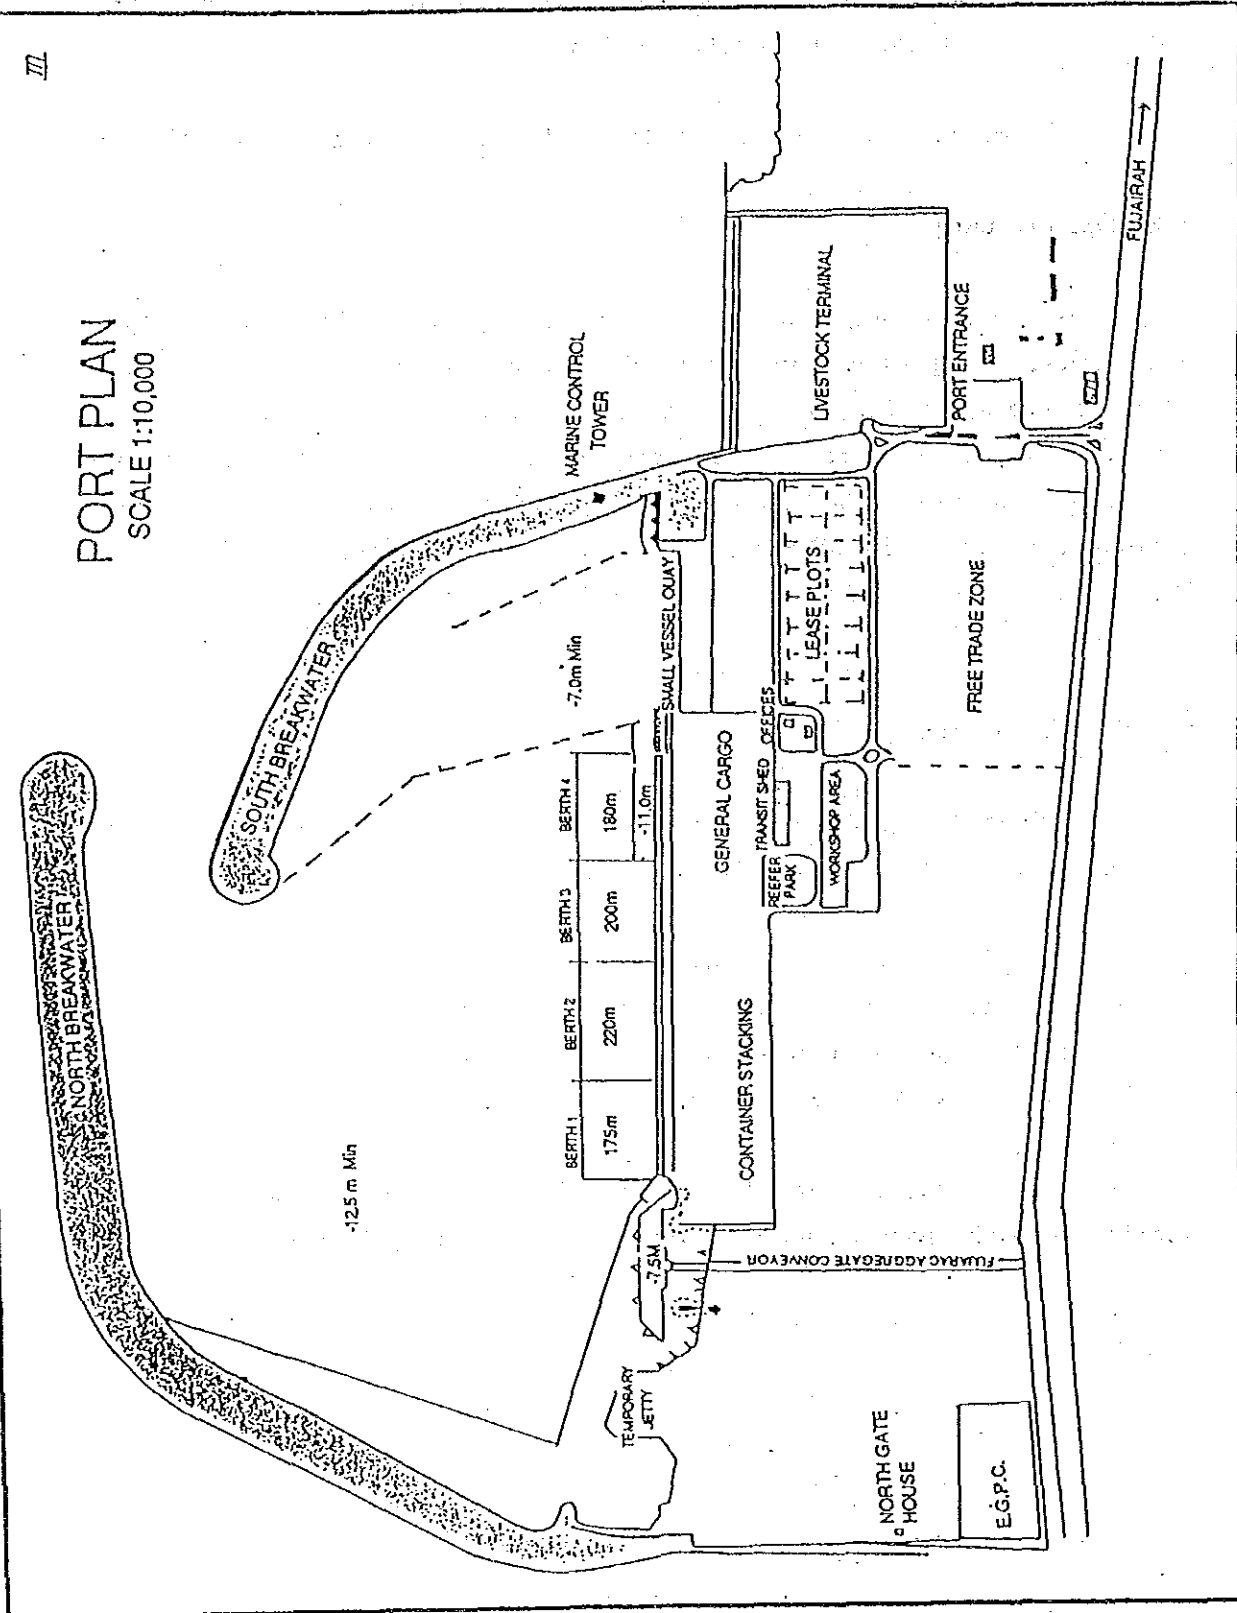 III
PORT PLAN
SCALE 1:10,000
NORTH BREAKWATER
SOUTH BREAKWATER
MARINE CONTROL
TOWER
-12.5 m Min
-7.0m Min
BERTH 1
BERTH 2
BERTH 3
BERTH 4
175m
220m
200m
180m
-11.0m
SMALL VESSEL QUAY
-7.5M
TEMPORARY
JETTY
CONTAINER STACKING
GENERAL CARGO
TRANSIT SHED
OFFICES
REEFER
PARK
WORKSHOP AREA
LEASE PLOTS
LIVESTOCK TERMINAL
PORT ENTRANCE
FREE TRADE ZONE
FUJAIRAH
FUJARAC AGGREGATE CONVEYOR
NORTH GATE
HOUSE
E.G.P.C.